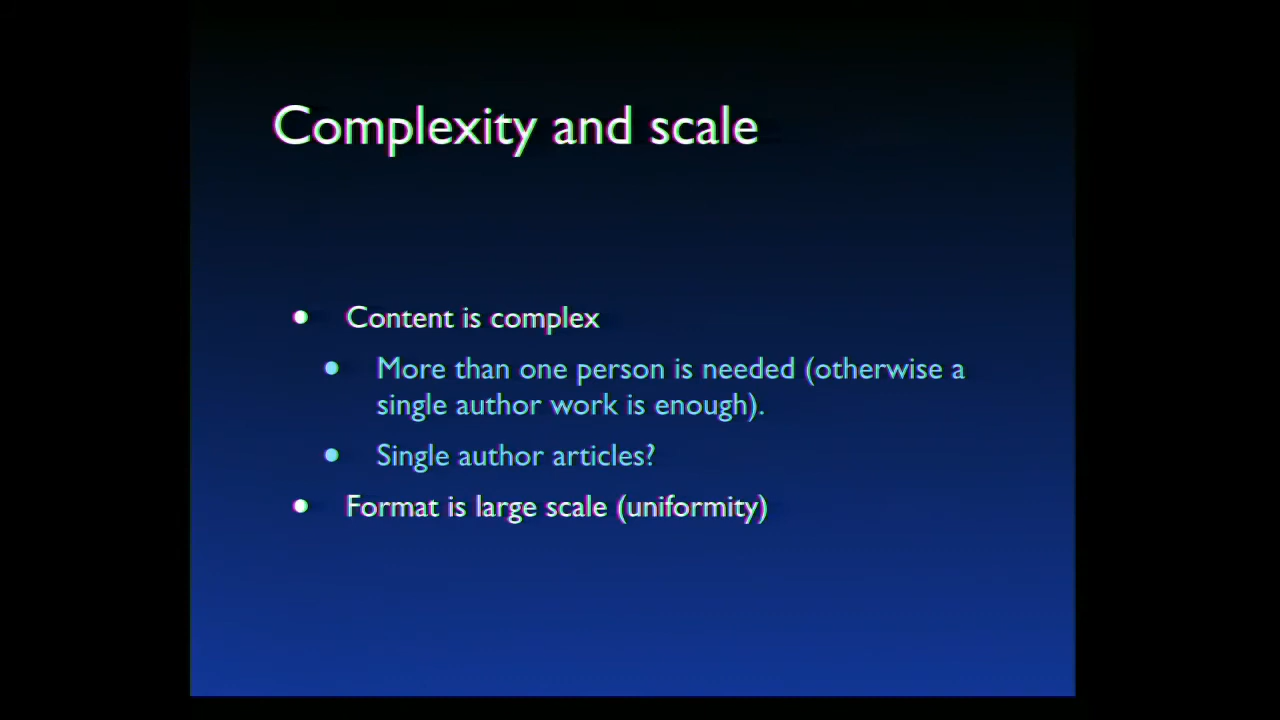 Complexity and scale
• Content is complex
• More than one person is needed (otherwise a
single author work is enough).
• Single author articles?
• Format is large scale (uniformity)